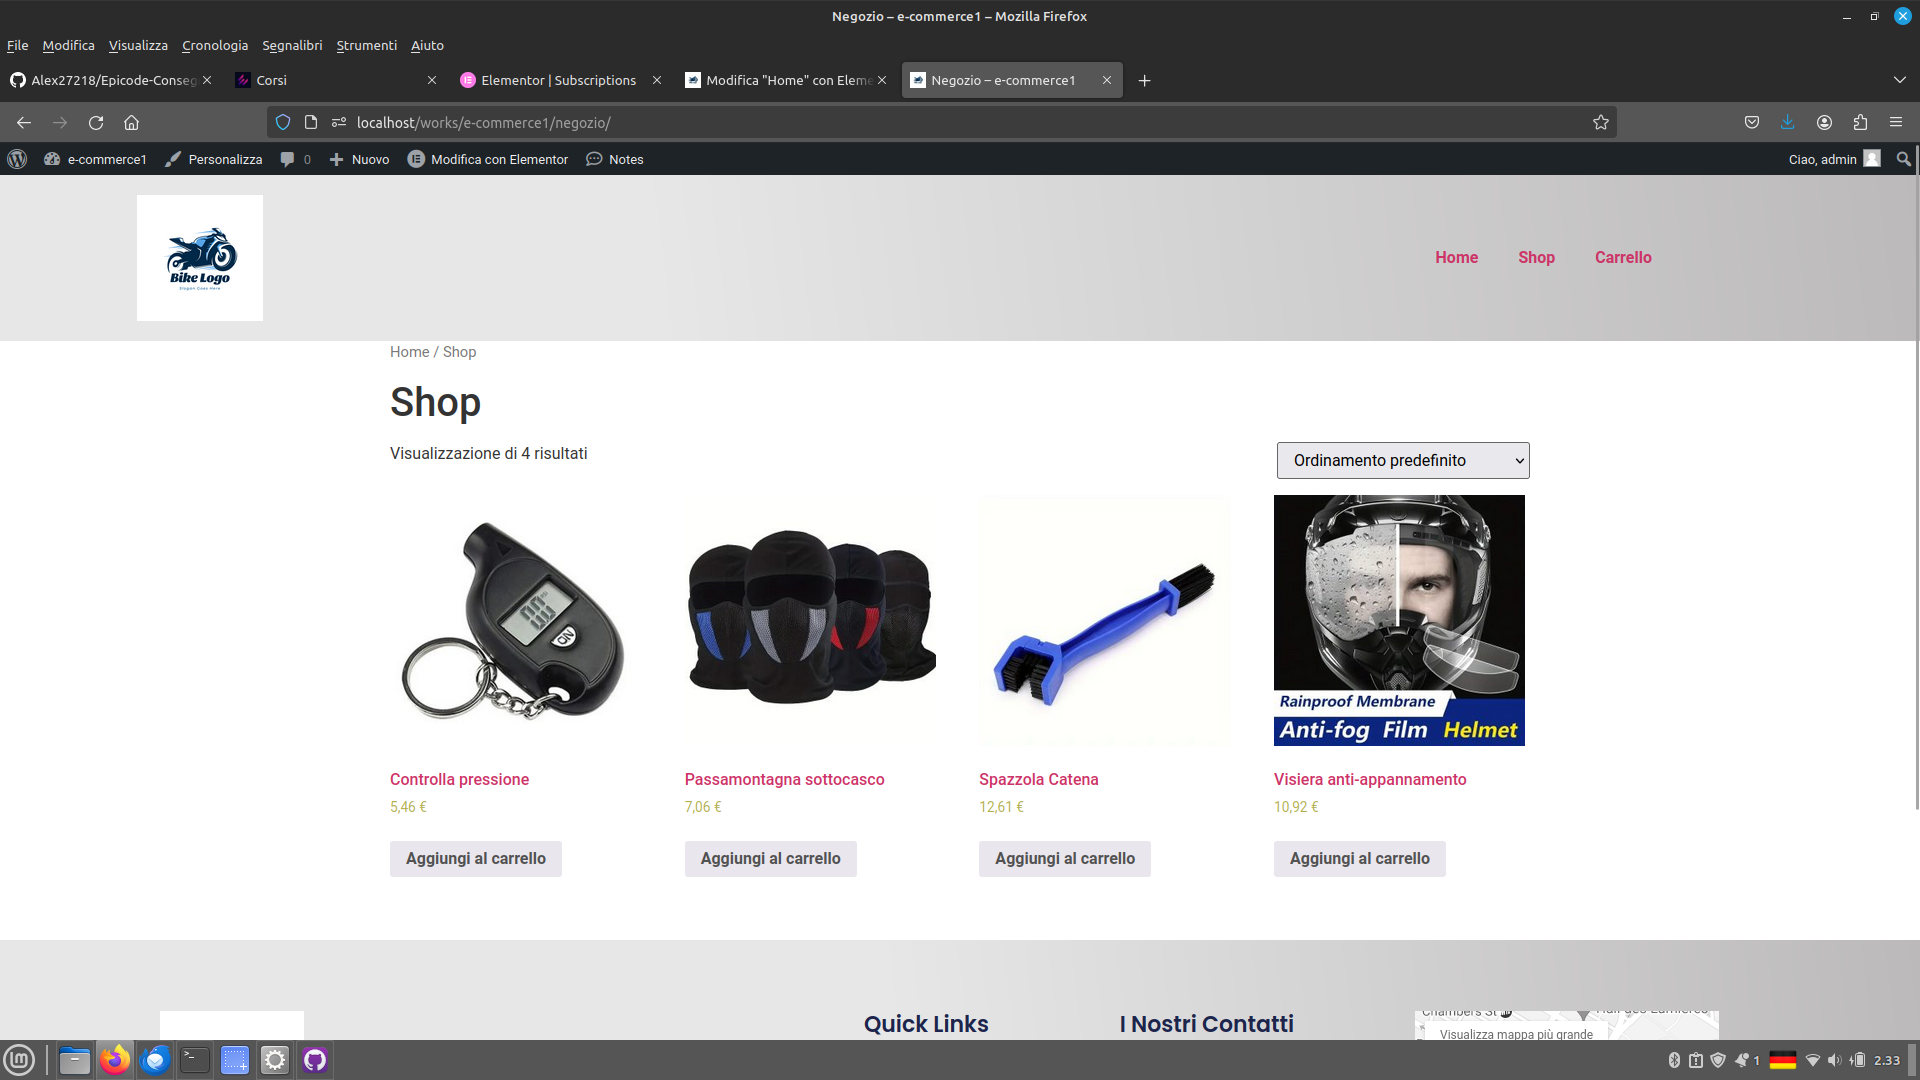 Negozio – e-commerce1 – Mozilla Firefox
File Modifica Visualizza Cronologia Segnalibri Strumenti Aiuto
Alex27218/Epicode-Conseg Corsi Elementor | Subscriptions Modifica "Home" con Eleme Negozio – e-commerce1
localhost/works/e-commerce1/negozio/
e-commerce1 Personalizza 0 Nuovo Modifica con Elementor Notes Ciao, admin
Bike Logo
Slogan Goes Here
Home Shop Carrello
Home / Shop
Shop
Visualizzazione di 4 risultati
Ordinamento predefinito
ON
Rainproof Membrane
Anti-fog Film Helmet
Controlla pressione
5,46 €
Aggiungi al carrello
Passamontagna sottocasco
7,06 €
Aggiungi al carrello
Spazzola Catena
12,61 €
Aggiungi al carrello
Visiera anti-appannamento
10,92 €
Aggiungi al carrello
Quick Links
I Nostri Contatti
Chambers St
Visualizza mappa più grande
1 2.33